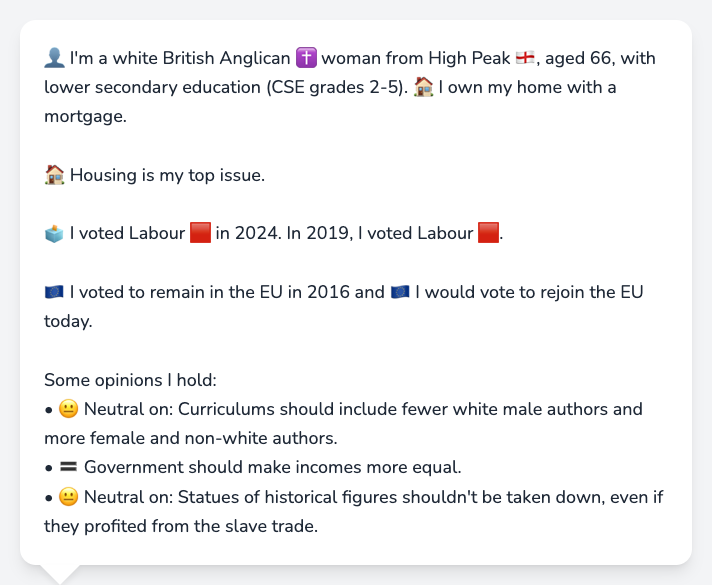 👤 I'm a white British Anglican ✝️ woman from High Peak 🏴󠁧󠁢󠁥󠁮󠁧󠁿, aged 66, with
lower secondary education (CSE grades 2-5). 🏠 I own my home with a
mortgage.
🏠 Housing is my top issue.
🗳️ I voted Labour 🟥 in 2024. In 2019, I voted Labour 🟥.
🇪🇺 I voted to remain in the EU in 2016 and 🇪🇺 I would vote to rejoin the EU
today.
Some opinions I hold:
• 😐 Neutral on: Curriculums should include fewer white male authors and
more female and non-white authors.
• 🟰 Government should make incomes more equal.
• 😐 Neutral on: Statues of historical figures shouldn't be taken down, even if
they profited from the slave trade.